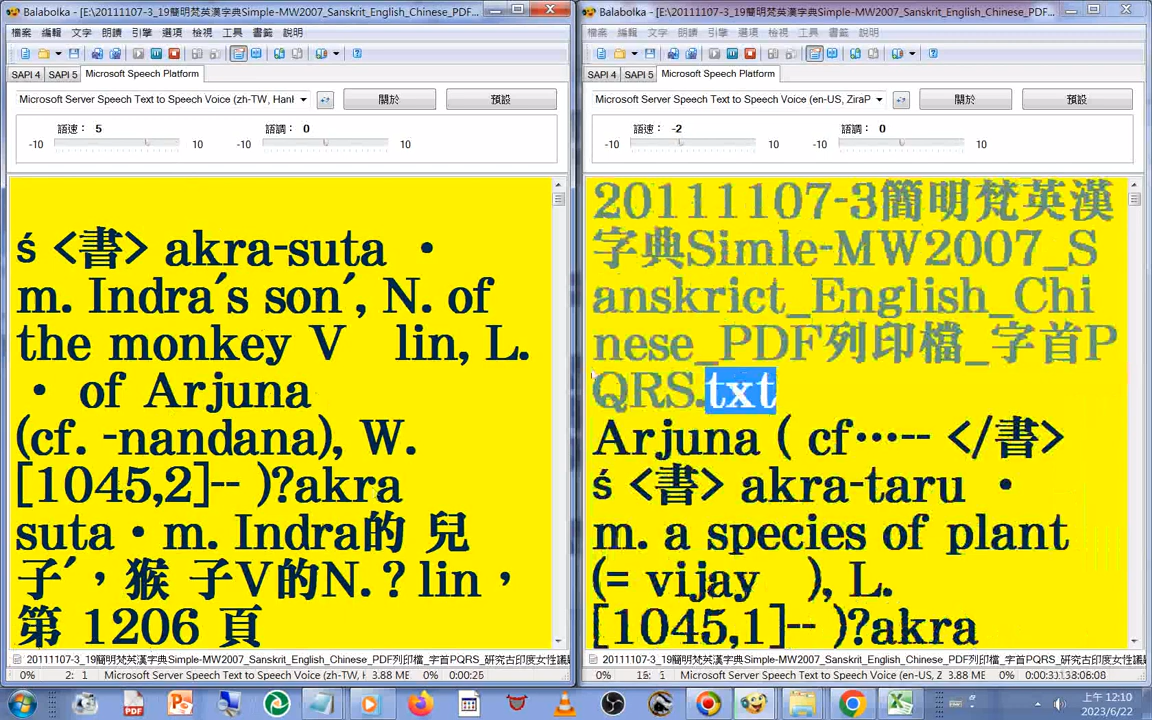 Balabolka - [E:\20111107-3_19簡明梵英漢字典Simple-MW2007_Sanskrit_English_Chinese_PDF...
檔案 編輯 文字 朗讀 引擎 選項 檢視 工具 書籤 說明
SAPI 4 SAPI 5 Microsoft Speech Platform
Microsoft Server Speech Text to Speech Voice (zh-TW, Hanl
關於 預設
語速： 5 語調： 0
-10 10 -10 10
ś <書> akra-suta •
m. Indra′s son′, N. of
the monkey V lin, L.
• of Arjuna
(cf. -nandana), W.
[1045,2]-- )?akra
suta • m. Indra的 兒
子′，猴 子V的N.？lin，
第 1206 頁
20111107-3_19簡明梵英漢字典Simple-MW2007_Sanskrit_English_Chinese_PDF列印檔_字首PQRS_研究古印度女性議
0% 2: 1 Microsoft Server Speech Text to Speech Voice (zh-TW, H 3.88 MB 0% 0:00:25
Balabolka - [E:\20111107-3_19簡明梵英漢字典Simple-MW2007_Sanskrit_English_Chinese_PDF...
檔案 編輯 文字 朗讀 引擎 選項 檢視 工具 書籤 說明
SAPI 4 SAPI 5 Microsoft Speech Platform
Microsoft Server Speech Text to Speech Voice (en-US, ZiraP
關於 預設
語速： -2 語調： 0
-10 10 -10 10
20111107-3簡明梵英漢
字典Simle-MW2007_S
anskrict_English_Chi
nese_PDF列印檔_字首P
QRS.txt
Arjuna ( cf⋯-- </書>
ś <書> akra-taru •
m. a species of plant
(= vijay ), L.
[1045,1]-- )?akra
20111107-3_19簡明梵英漢字典Simple-MW2007_Sanskrit_English_Chinese_PDF列印檔_字首PQRS_研究古印度女性議
0% 15: 1 Microsoft Server Speech Text to Speech Voice (en-US, Z 3.88 MB 0%
上午 12:10
2023/6/22